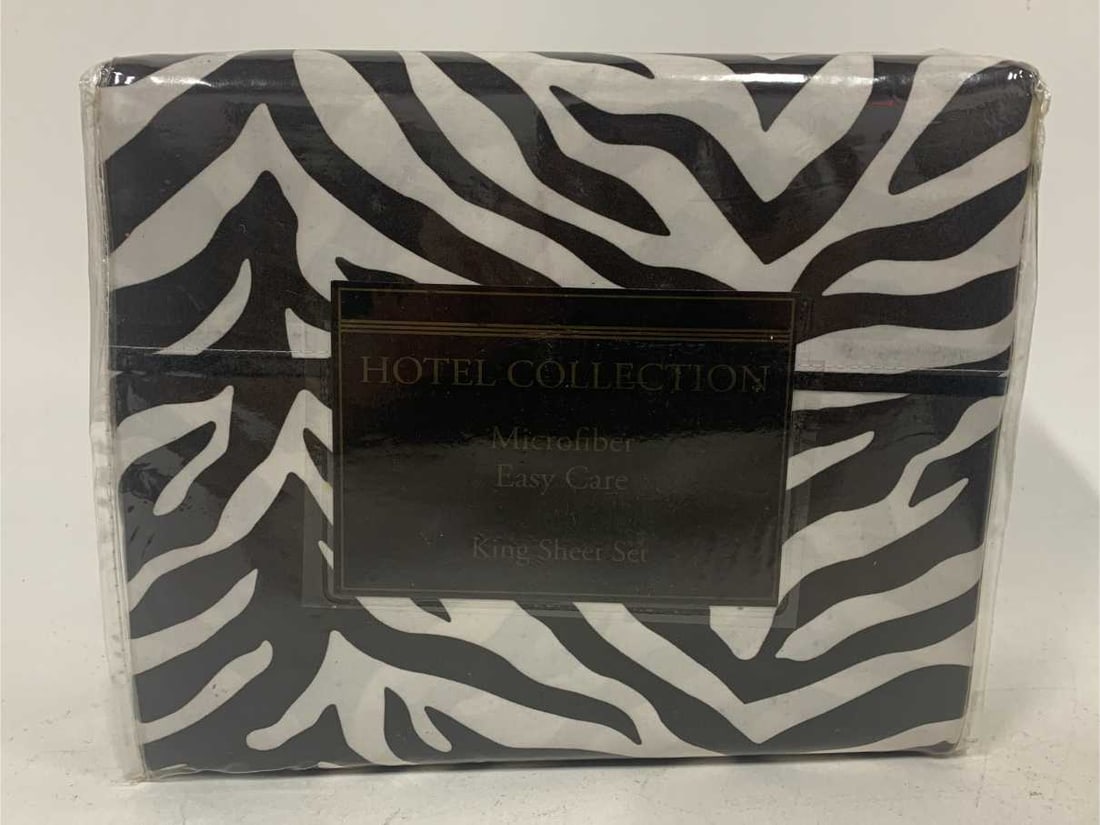 HOTEL COLLECTION
Microfiber
Easy Care
King Sheet Set